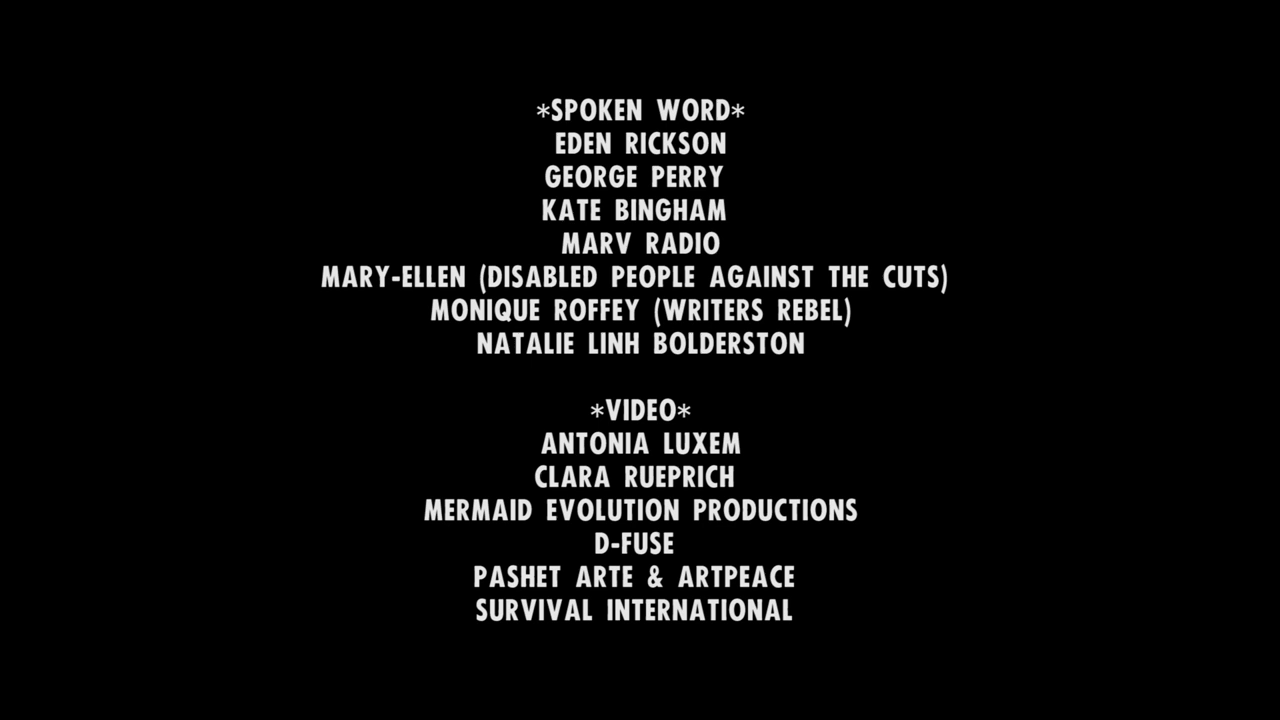 *SPOKEN WORD*
EDEN RICKSON
GEORGE PERRY
KATE BINGHAM
MARV RADIO
MARY-ELLEN (DISABLED PEOPLE AGAINST THE CUTS)
MONIQUE ROFFEY (WRITERS REBEL)
NATALIE LINH BOLDERSTON
*VIDEO*
ANTONIA LUXEM
CLARA RUEPRICH
MERMAID EVOLUTION PRODUCTIONS
D-FUSE
PASHET ARTE & ARTPEACE
SURVIVAL INTERNATIONAL